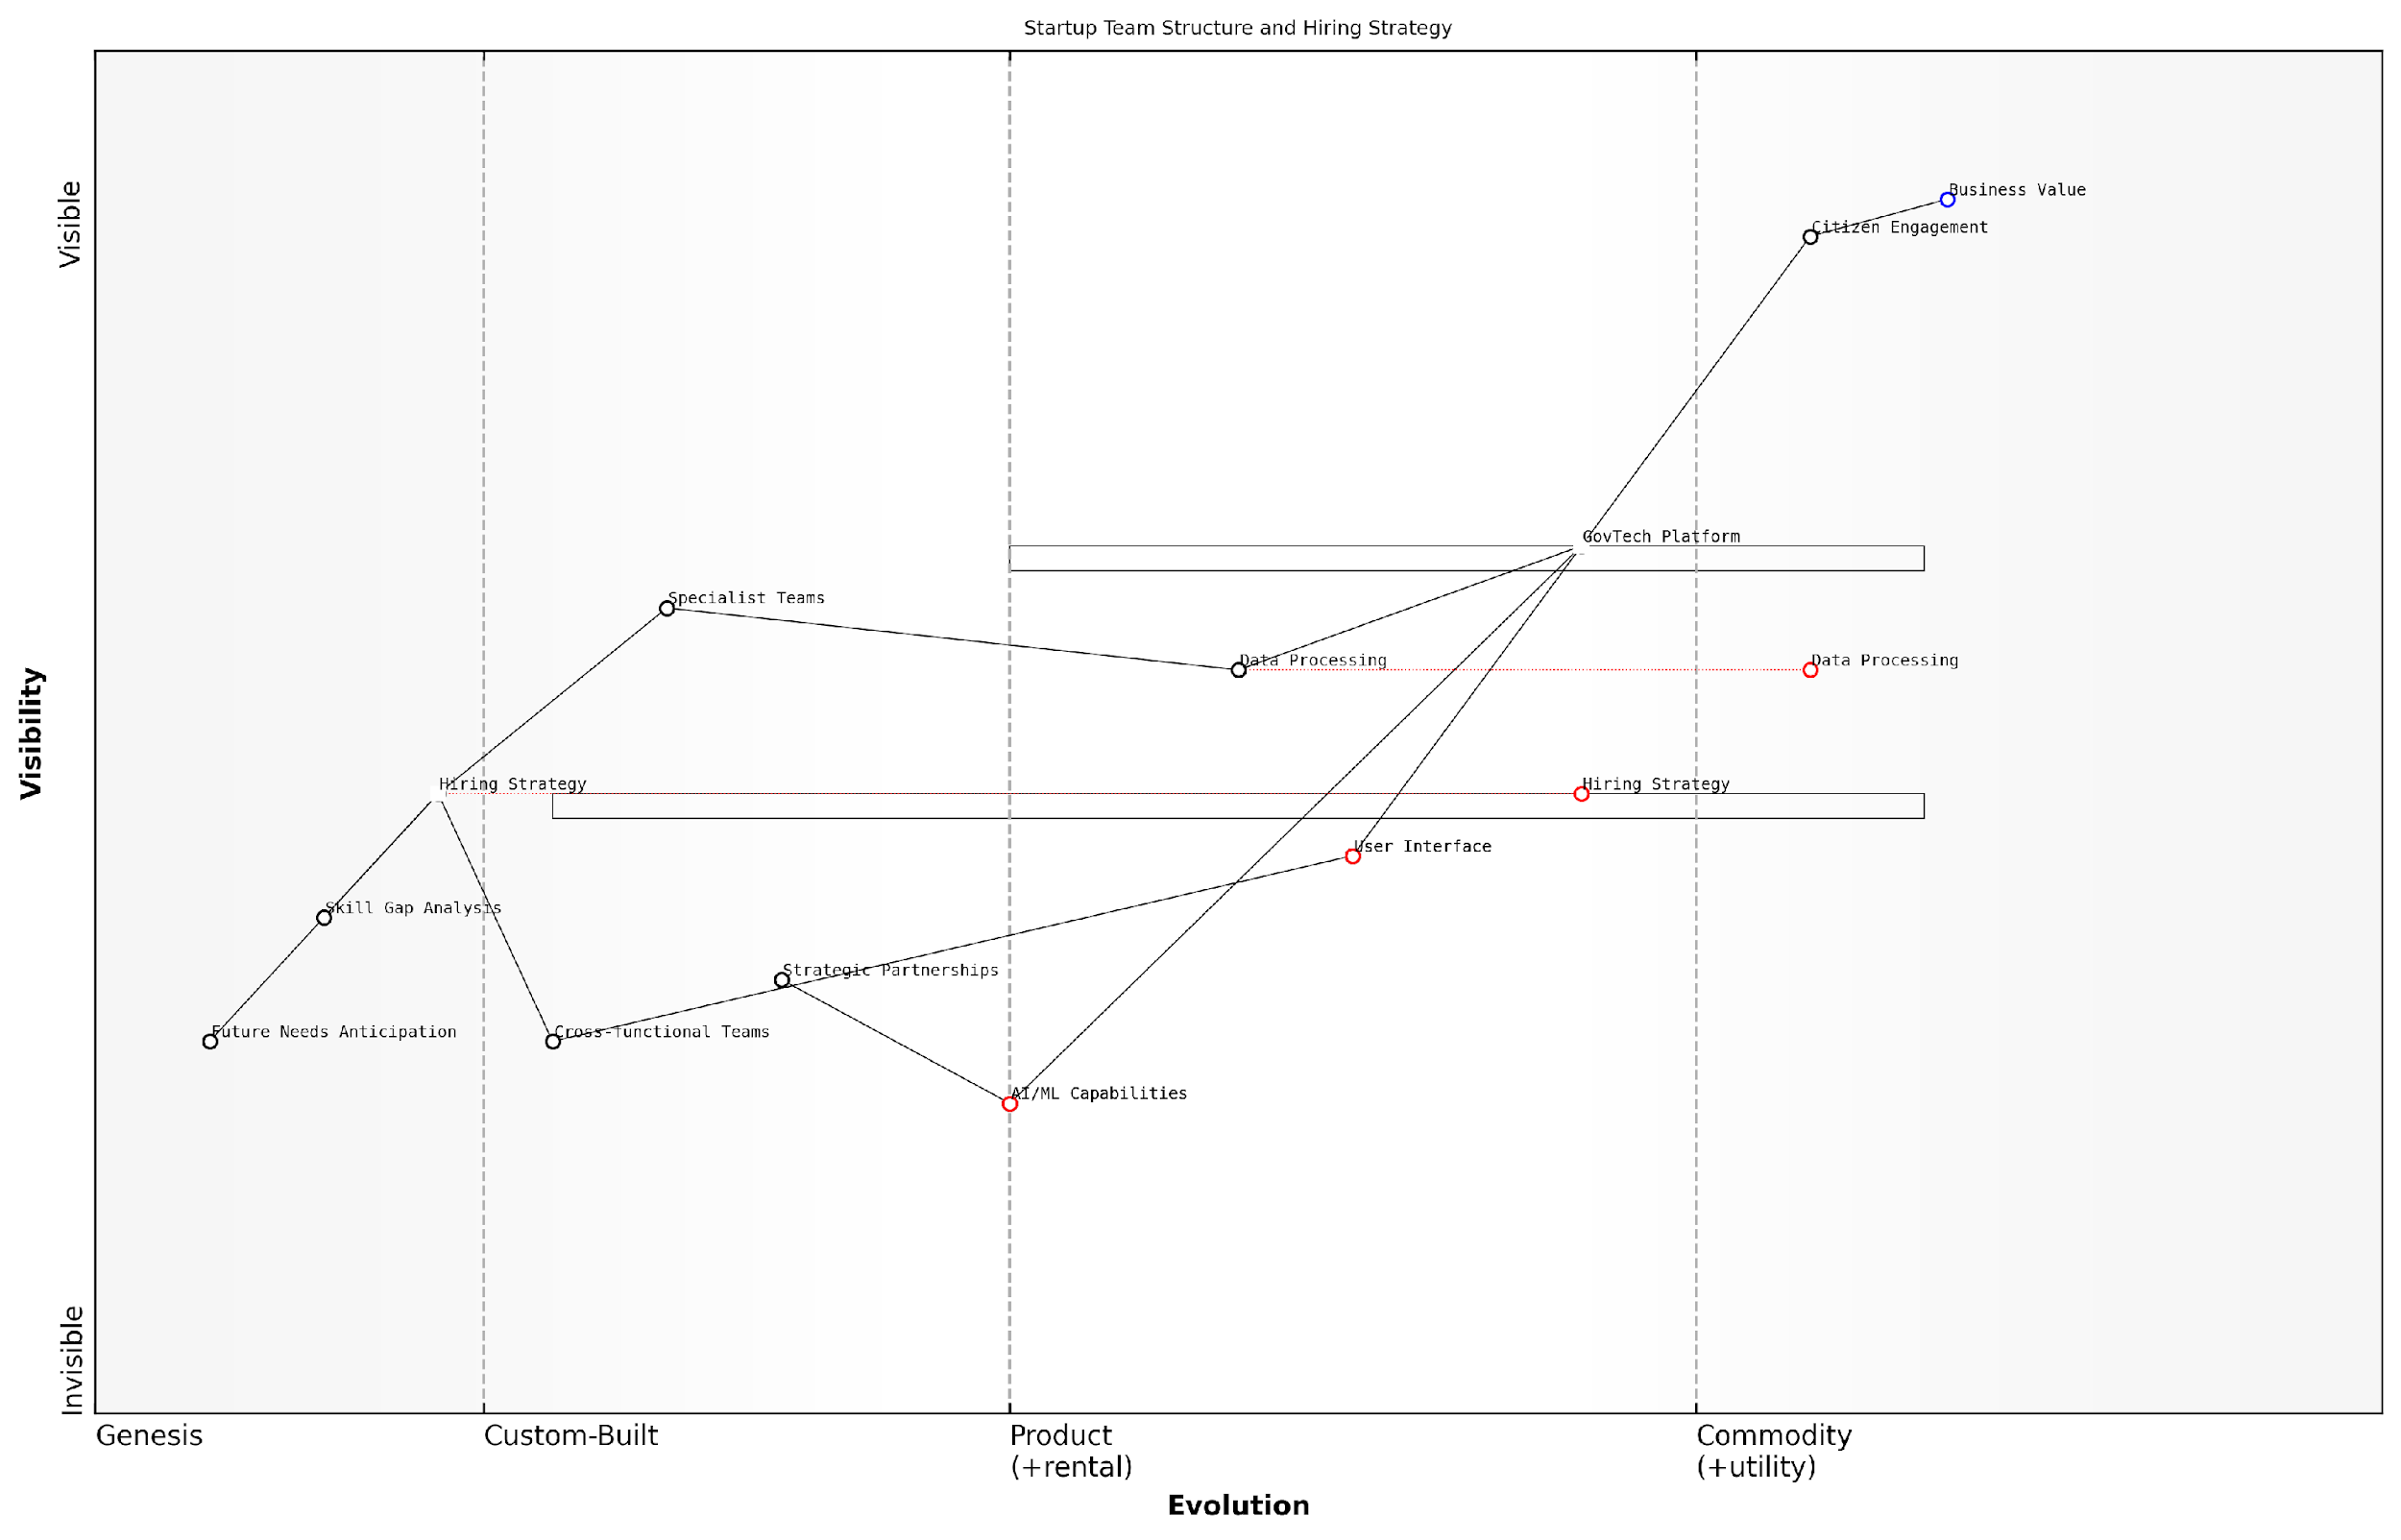 Startup Team Structure and Hiring Strategy
Visible
Business Value
Citizen Engagement
GovTech Platform
Specialist Teams
Data Processing
Data Processing
Visibility
Hiring Strategy
Hiring Strategy
User Interface
Skill Gap Analysis
Strategic Partnerships
Future Needs Anticipation
Cross-functional Teams
AI/ML Capabilities
Invisible
Genesis
Custom-Built
Product
(+rental)
Commodity
(+utility)
Evolution